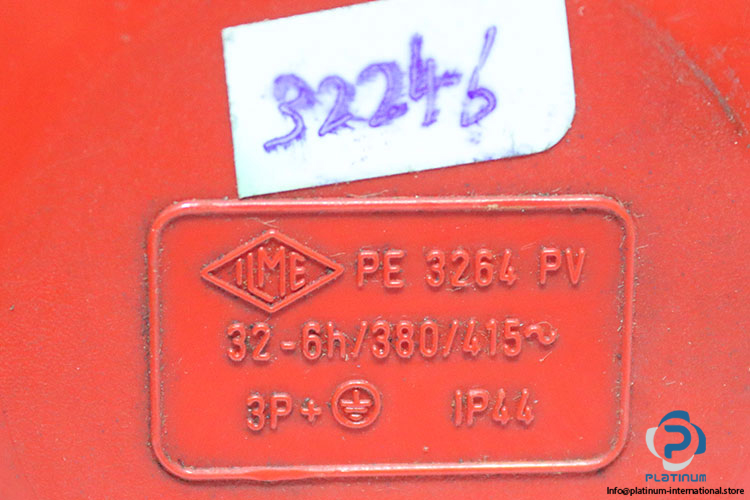 32246
ILME PE 3264 PV
32-6h/380/415~
3P+⏚ IP44
PLATINUM
Info@platinum-international.store